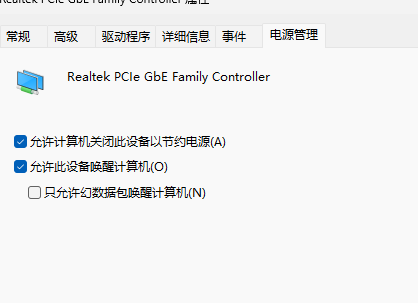 Realtek PCIe GbE Family Controller 属性
常规 高级 驱动程序 详细信息 事件 电源管理
Realtek PCIe GbE Family Controller
允许计算机关闭此设备以节约电源(A)
允许此设备唤醒计算机(O)
只允许幻数据包唤醒计算机(N)